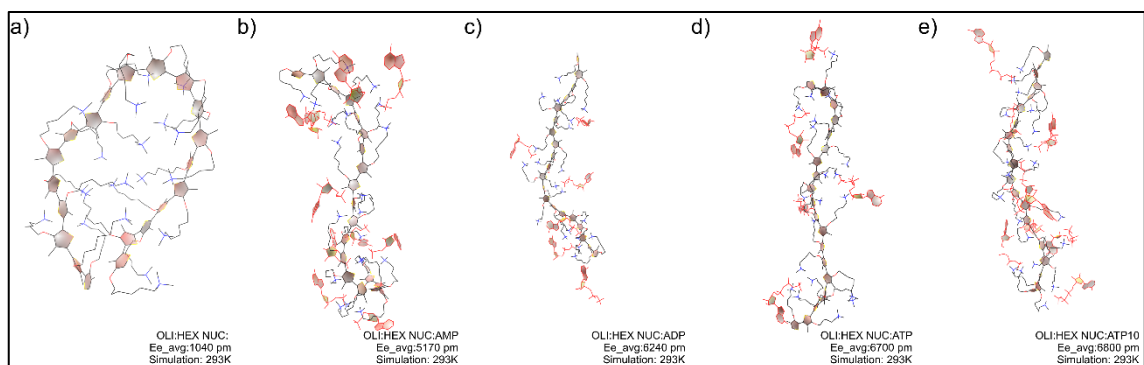 a)
b)
c)
d)
e)
OLI:HEX NUC:
Ee_avg:1040 pm
Simulation: 293K
OLI:HEX NUC:AMP
Ee_avg:5170 pm
Simulation: 293K
OLI:HEX NUC:ADP
Ee_avg:6240 pm
Simulation: 293K
OLI:HEX NUC:ATP
Ee_avg:6700 pm
Simulation: 293K
OLI:HEX NUC:ATP10
Ee_avg:6800 pm
Simulation: 293K